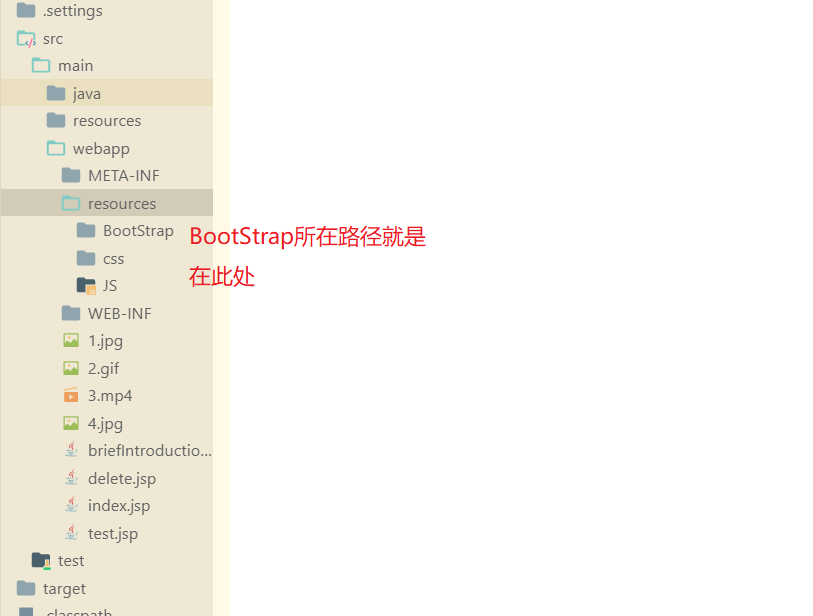 .settings
src
main
java
resources
webapp
META-INF
resources
BootStrap
BootStrap所在路径就是
在此处
css
JS
WEB-INF
1.jpg
2.gif
3.mp4
4.jpg
briefIntroductio...
delete.jsp
index.jsp
test.jsp
test
target
.classpath